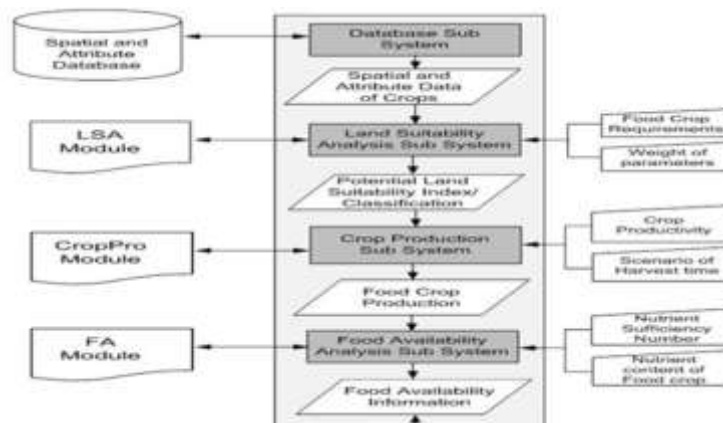 Spatial and
Attribute
Database
Database Sub
System
Spatial and
Attribute Data
of Crops
LSA
Module
Land Suitability
Analysis Sub System
Food Crop
Requirements
Weight of
parameters
Potential Land
Suitability Index/
Classification
CropPro
Module
Crop Production
Sub System
Crop
Productivity
Scenario of
Harvest time
Food Crop
Production
FA
Module
Food Availability
Analysis Sub System
Nutrient
Sufficiency
Number
Nutrient
content of
Food crop
Food Availability
Information